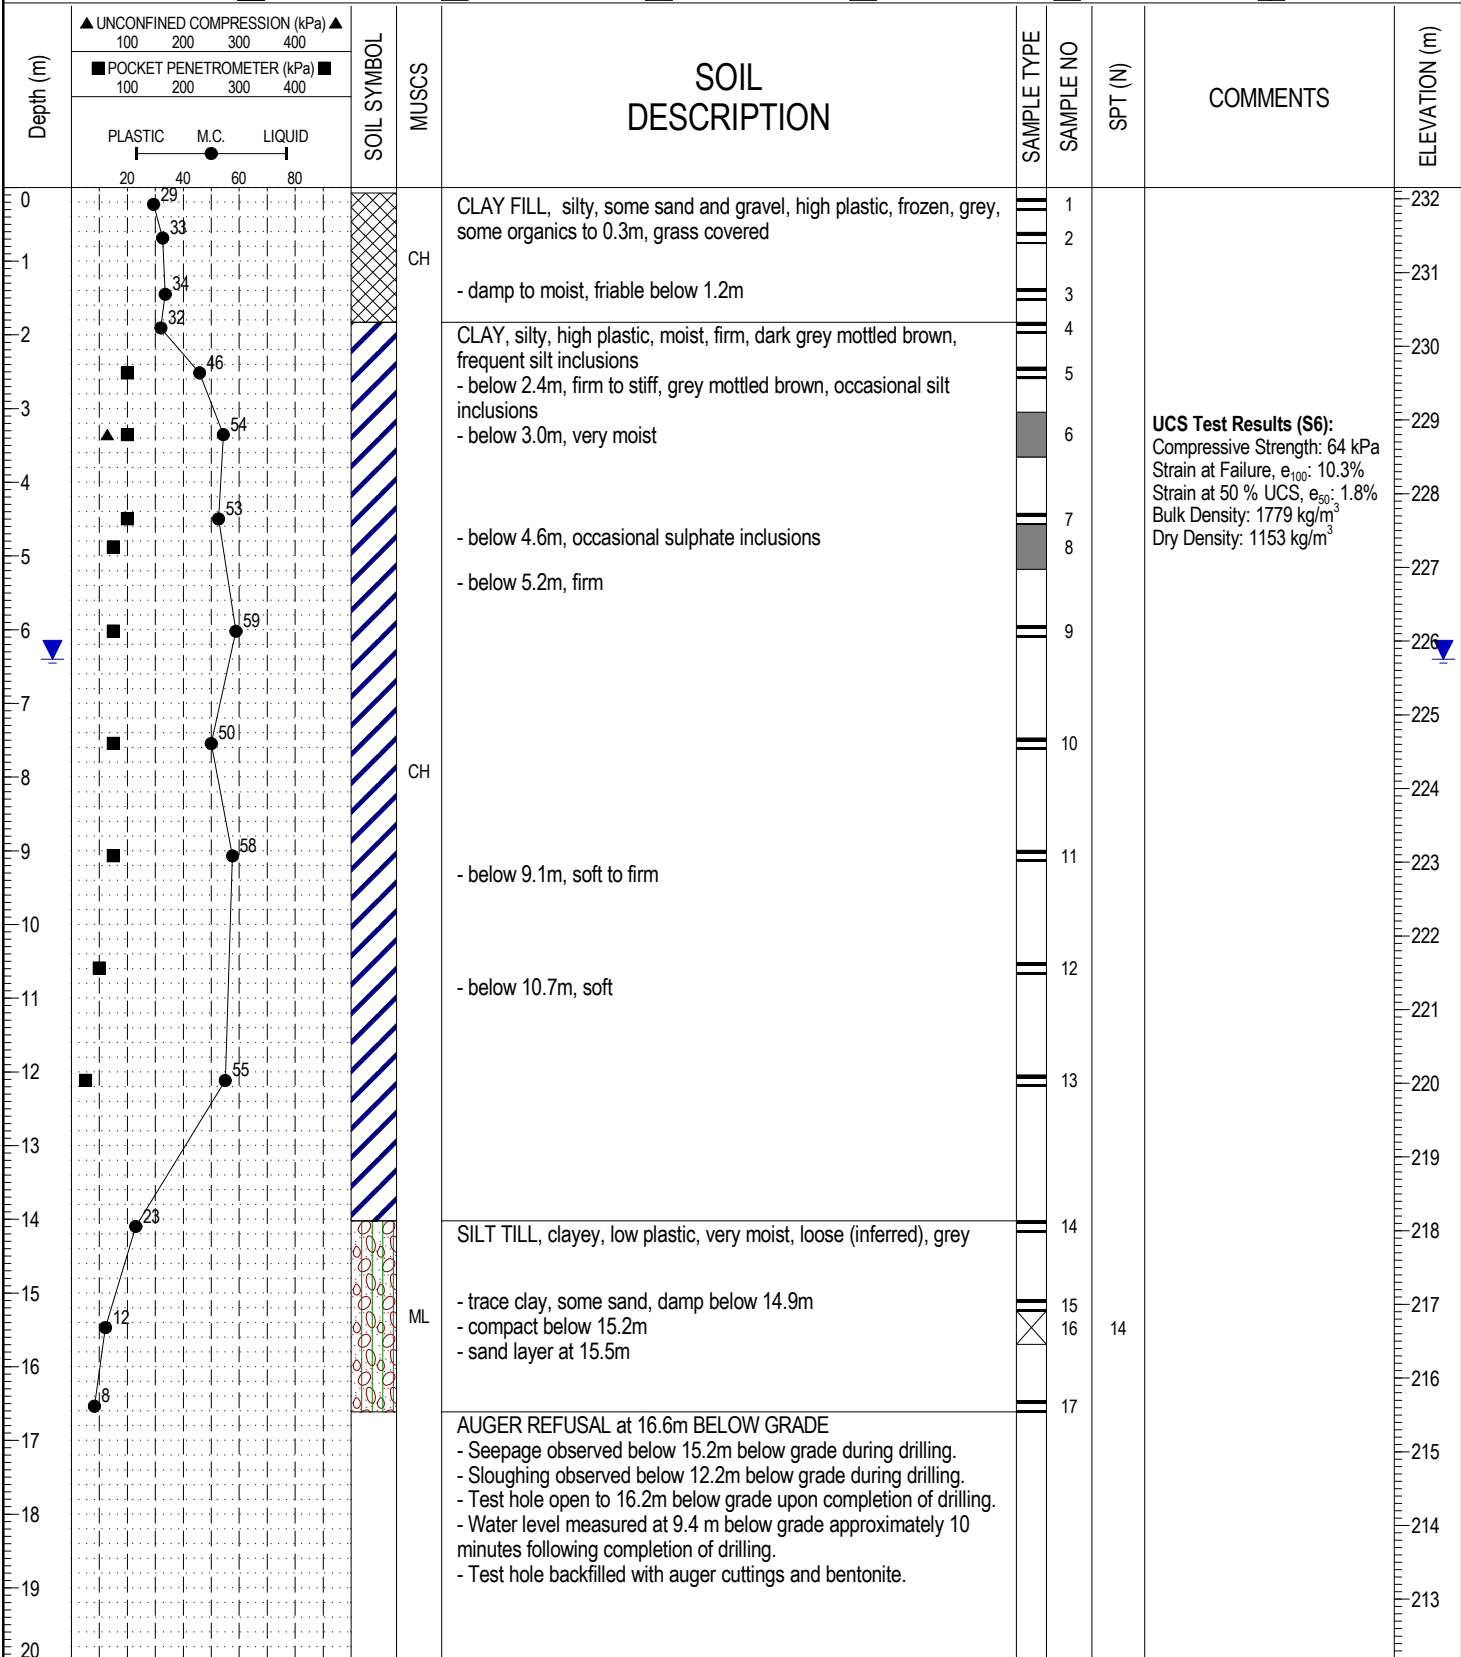 ▲ UNCONFINED COMPRESSION (kPa) ▲
100 200 300 400
■ POCKET PENETROMETER (kPa) ■
100 200 300 400
PLASTIC M.C. LIQUID
20 40 60 80
Depth (m)
SOIL SYMBOL
MUSCS
SOIL
DESCRIPTION
SAMPLE TYPE
SAMPLE NO
SPT (N)
COMMENTS
ELEVATION (m)
0
1
2
3
4
5
6
7
8
9
10
11
12
13
14
15
16
17
18
19
20
29
33
34
32
46
54
53
59
50
58
55
23
12
8
CH
CH
ML
CLAY FILL, silty, some sand and gravel, high plastic, frozen, grey,
some organics to 0.3m, grass covered
- damp to moist, friable below 1.2m
CLAY, silty, high plastic, moist, firm, dark grey mottled brown,
frequent silt inclusions
- below 2.4m, firm to stiff, grey mottled brown, occasional silt
inclusions
- below 3.0m, very moist
- below 4.6m, occasional sulphate inclusions
- below 5.2m, firm
- below 9.1m, soft to firm
- below 10.7m, soft
SILT TILL, clayey, low plastic, very moist, loose (inferred), grey
- trace clay, some sand, damp below 14.9m
- compact below 15.2m
- sand layer at 15.5m
AUGER REFUSAL at 16.6m BELOW GRADE
- Seepage observed below 15.2m below grade during drilling.
- Sloughing observed below 12.2m below grade during drilling.
- Test hole open to 16.2m below grade upon completion of drilling.
- Water level measured at 9.4 m below grade approximately 10
minutes following completion of drilling.
- Test hole backfilled with auger cuttings and bentonite.
1
2
3
4
5
6
7
8
9
10
11
12
13
14
15
16
17
14
UCS Test Results (S6):
Compressive Strength: 64 kPa
Strain at Failure, e₁₀₀: 10.3%
Strain at 50 % UCS, e₅₀: 1.8%
Bulk Density: 1779 kg/m³
Dry Density: 1153 kg/m³
232
231
230
229
228
227
226
225
224
223
222
221
220
219
218
217
216
215
214
213